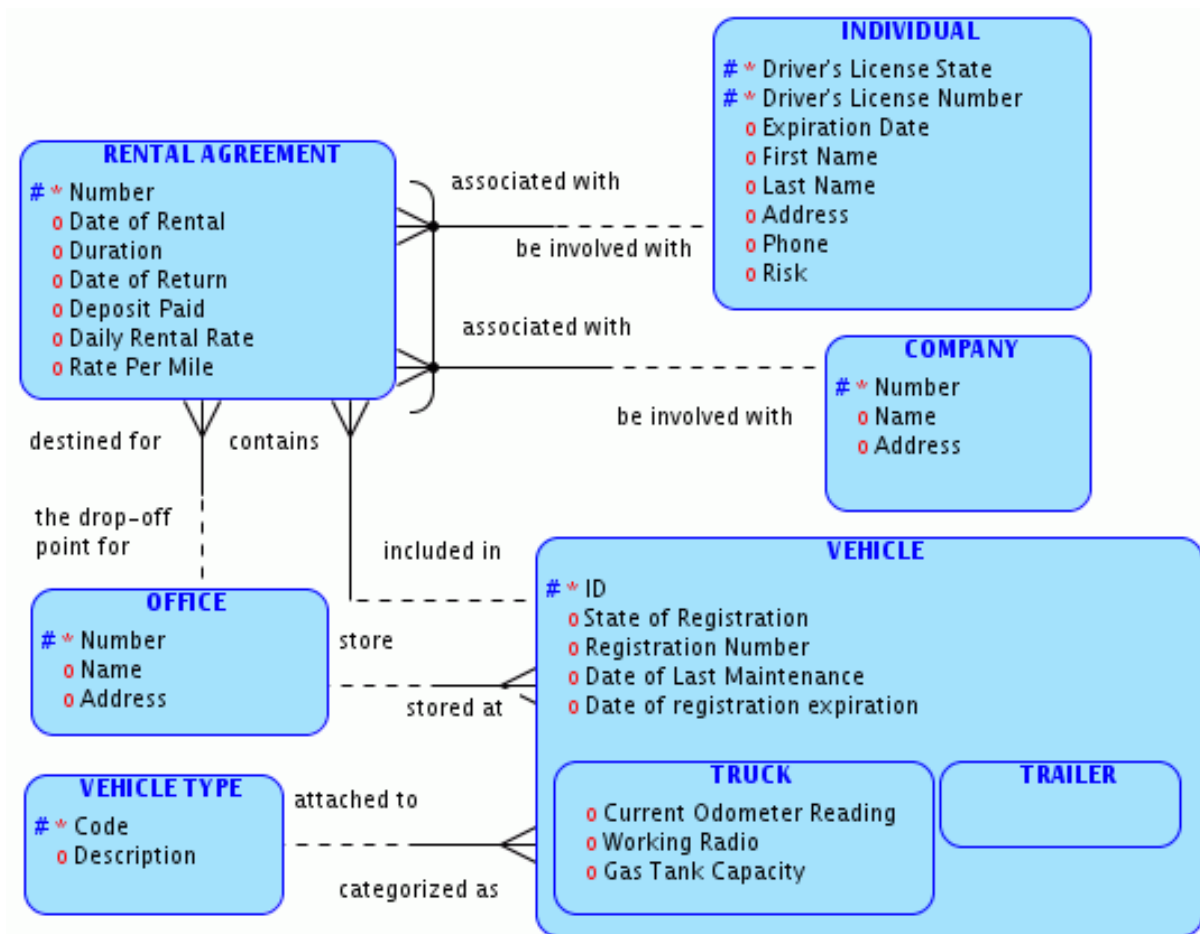 INDIVIDUAL
# * Driver's License State
# * Driver's License Number
o Expiration Date
o First Name
o Last Name
o Address
o Phone
o Risk
RENTAL AGREEMENT
# * Number
o Date of Rental
o Duration
o Date of Return
o Deposit Paid
o Daily Rental Rate
o Rate Per Mile
associated with
be involved with
associated with
be involved with
COMPANY
# * Number
o Name
o Address
destined for
contains
the drop-off
point for
included in
OFFICE
# * Number
o Name
o Address
store
stored at
VEHICLE
# * ID
o State of Registration
o Registration Number
o Date of Last Maintenance
o Date of registration expiration
VEHICLE TYPE
# * Code
o Description
attached to
categorized as
TRUCK
o Current Odometer Reading
o Working Radio
o Gas Tank Capacity
TRAILER